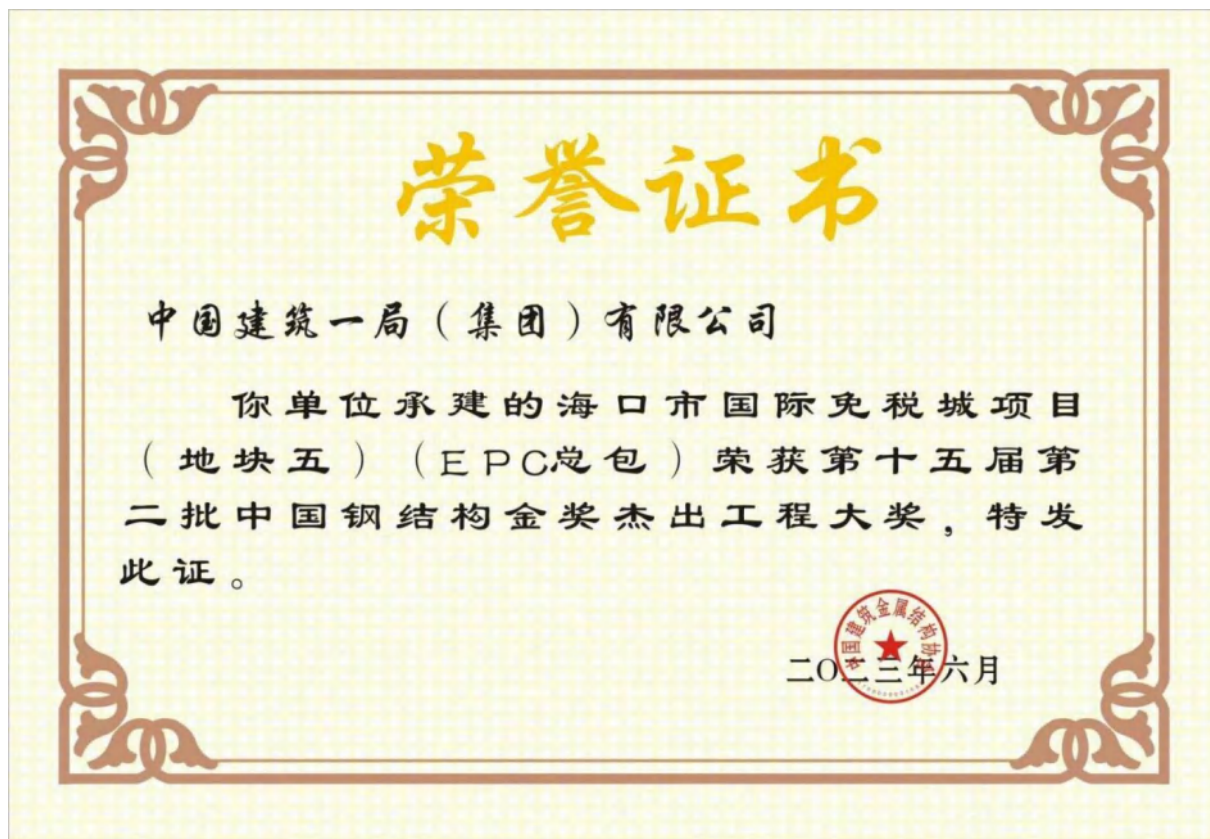 荣誉证书
中国建筑一局（集团）有限公司
你单位承建的海口市国际免税城项目
（地块五）（EPC总包）荣获第十五届第
二批中国钢结构金奖杰出工程大奖，特发
此证。
中国建筑金属结构协会
二〇二三年六月